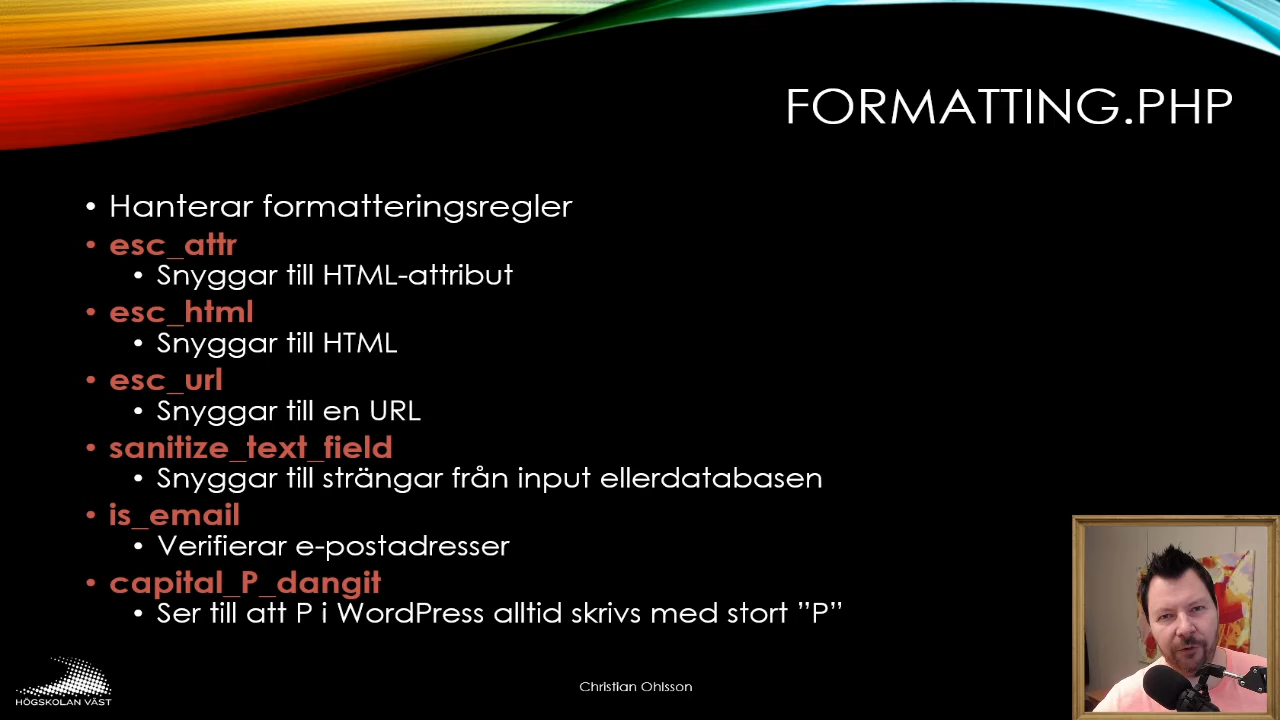 FORMATTING.PHP
• Hanterar formatteringsregler
• esc_attr
• Snyggar till HTML-attribut
• esc_html
• Snyggar till HTML
• esc_url
• Snyggar till en URL
• sanitize_text_field
• Snyggar till strängar från input ellerdatabasen
• is_email
• Verifierar e-postadresser
• capital_P_dangit
• Ser till att P i WordPress alltid skrivs med stort ”P”
HÖGSKOLAN VÄST
Christian Ohlsson